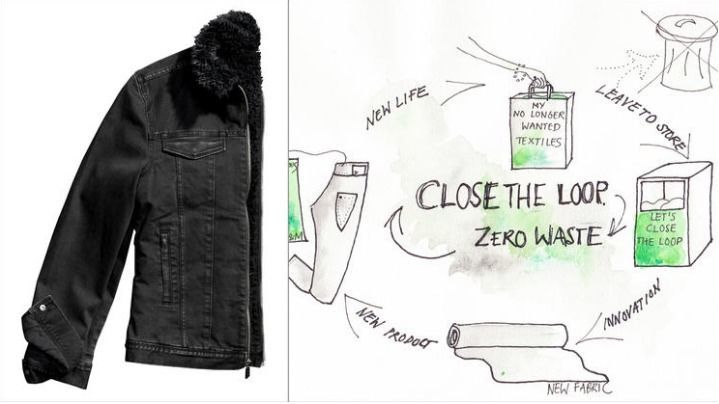 NEW LIFE
MY
NO LONGER
WANTED
TEXTILES
LEAVE TO STORE
CLOSE THE LOOP.
ZERO WASTE
LET'S
CLOSE
THE LOOP
INNOVATION
NEW PRODUCT
NEW FABRIC